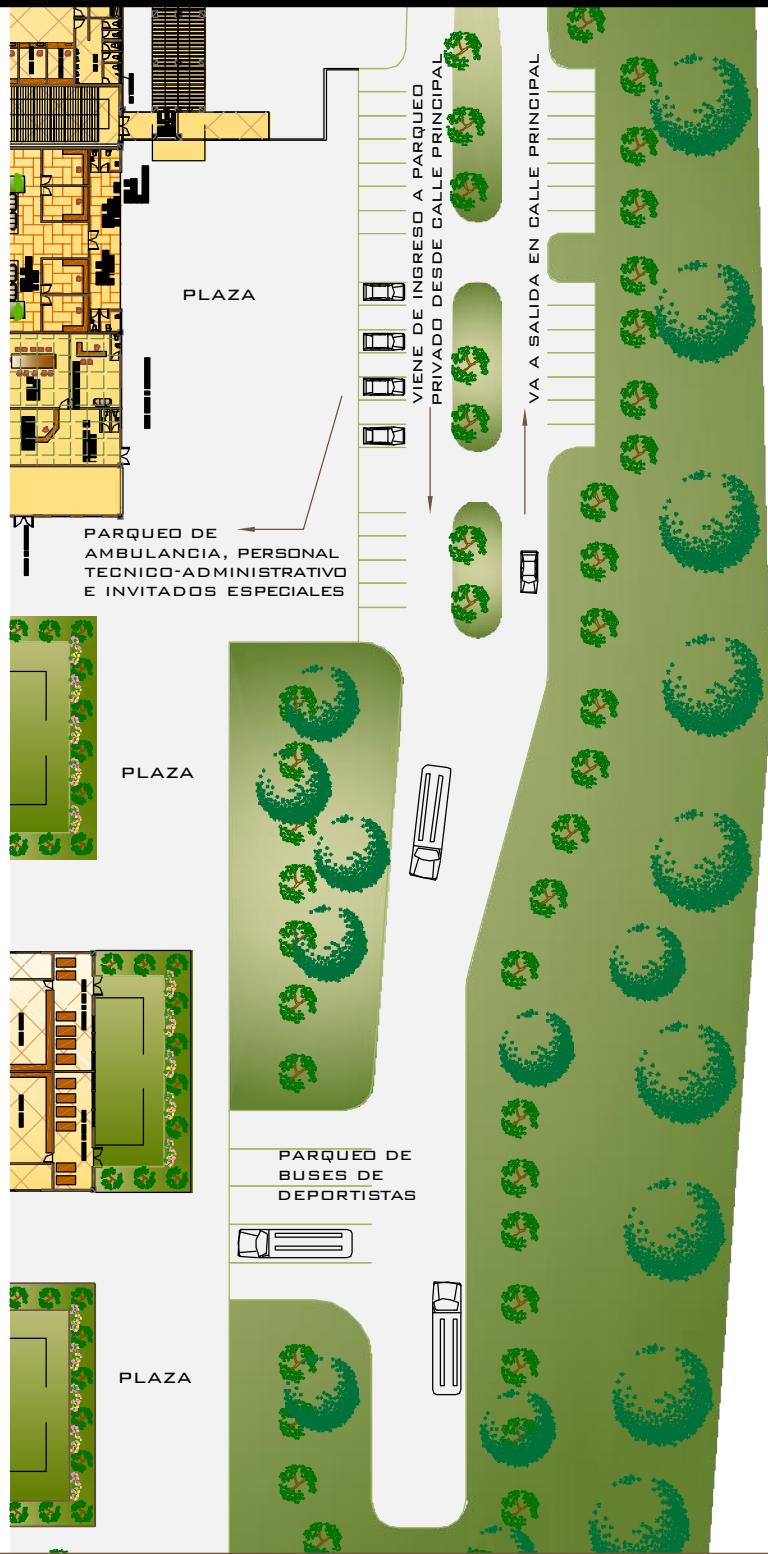 VIENE DE INGRESO A PARQUEO
PRIVADO DESDE CALLE PRINCIPAL
VA A SALIDA EN CALLE PRINCIPAL
PLAZA
PARQUEO DE
AMBULANCIA, PERSONAL
TECNICO-ADMINISTRATIVO
E INVITADOS ESPECIALES
PLAZA
PARQUEO DE
BUSES DE
DEPORTISTAS
PLAZA